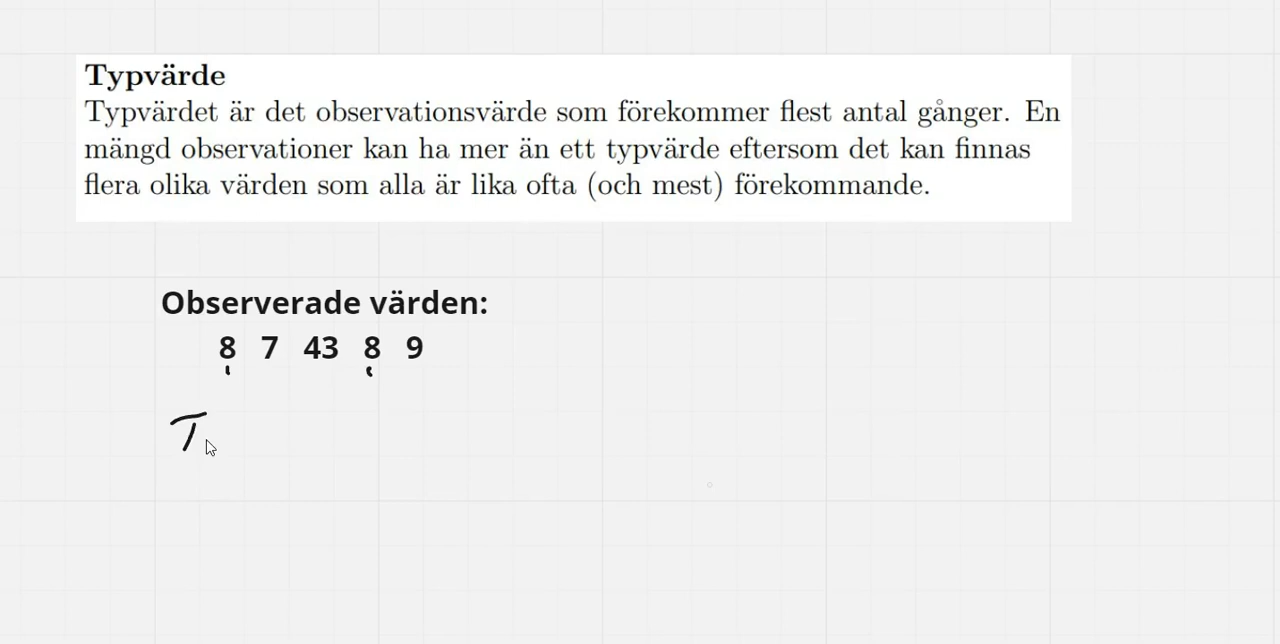 Typvärde
Typvärdet är det observationsvärde som förekommer flest antal gånger. En
mängd observationer kan ha mer än ett typvärde eftersom det kan finnas
flera olika värden som alla är lika ofta (och mest) förekommande.
Observerade värden:
8 7 43 8 9
T